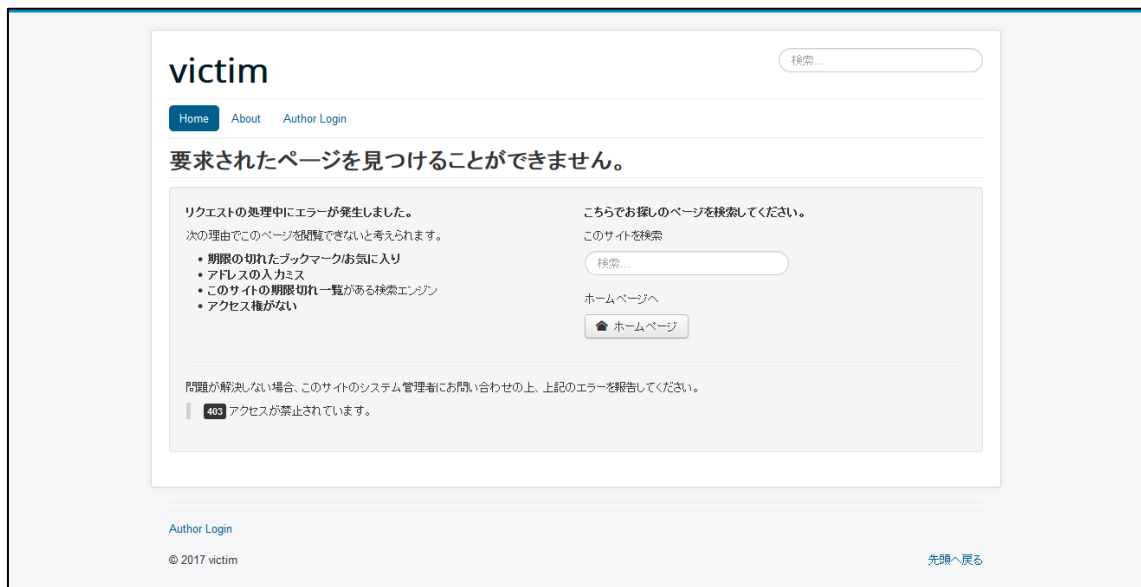 victim
検索...
Home About Author Login
要求されたページを見つけることができません。
リクエストの処理中にエラーが発生しました。
次の理由でこのページを閲覧できないと考えられます。
• 期限の切れたブックマーク/お気に入り
• アドレスの入力ミス
• このサイトの期限切れ一覧がある検索エンジン
• アクセス権がない
こちらでお探しのページを検索してください。
このサイトを検索
検索...
ホームページへ
ホームページ
問題が解決しない場合、このサイトのシステム管理者にお問い合わせの上、上記のエラーを報告してください。
403 アクセスが禁止されています。
Author Login
© 2017 victim
先頭へ戻る